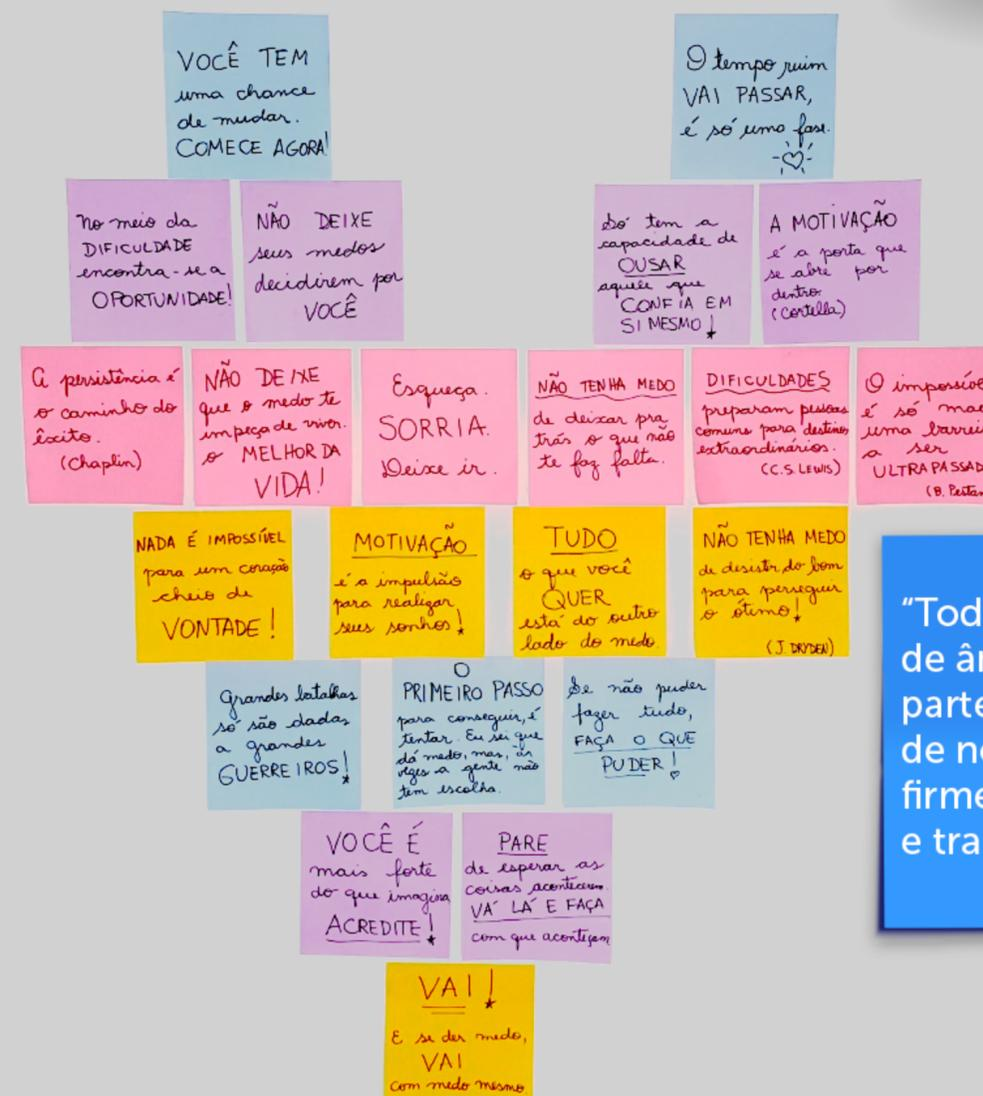 VOCÊ TEM
uma chance
de mudar.
COMECE AGORA!
O tempo ruim
VAI PASSAR,
é só uma fase.
No meio da
DIFICULDADE
encontra-se a
OPORTUNIDADE!
NÃO DEIXE
seus medos
decidirem por
VOCÊ
Só tem a
capacidade de
OUSAR
aquele que
CONFIA EM
SI MESMO!
A MOTIVAÇÃO
é a porta que
se abre por
dentro
(Cortella)
A persistência é
o caminho do
êxito.
(Chaplin)
NÃO DEIXE
que o medo te
impeça de viver.
o MELHOR DA
VIDA!
Esqueça.
SORRIA.
Deixe ir.
NÃO TENHA MEDO
de deixar pra
trás o que não
te faz falta.
DIFICULDADES
preparam pessoas
comuns para destinos
extraordinários.
(C.S. LEWIS)
O impossíve
é só mai
uma barrei
a ser
ULTRAPASSAD
(B. Pestan
NADA É IMPOSSÍVEL
para um coração
cheio de
VONTADE!
MOTIVAÇÃO
é a impulsão
para realizar
seus sonhos!
TUDO
o que você
QUER
está do outro
lado do medo.
NÃO TENHA MEDO
de desistir do bom
para perseguir
o ótimo!
(J. DRYDEN)
Grandes batalhas
só são dadas
a grandes
GUERREIROS!
O
PRIMEIRO PASSO
para conseguir, é
tentar. Eu sei que
dá medo, mas, às
vezes a gente não
tem escolha.
Se não puder
fazer tudo,
FAÇA O QUE
PUDER!
VOCÊ É
mais forte
do que imagina
ACREDITE!
PARE
de esperar as
coisas acontecerem.
VÁ LÁ E FAÇA
com que aconteçam
VAI!
E se der medo,
VAI
com medo mesmo.
“Tod
de ân
parte
de ne
firme
e tra